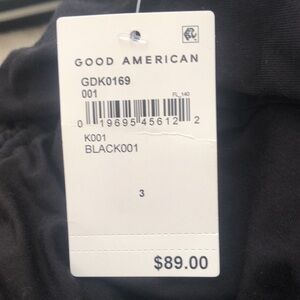 GOOD AMERICAN
GDK0169
001
FL_140
0 19695 45612 2
K001
BLACK001
3
$89.00